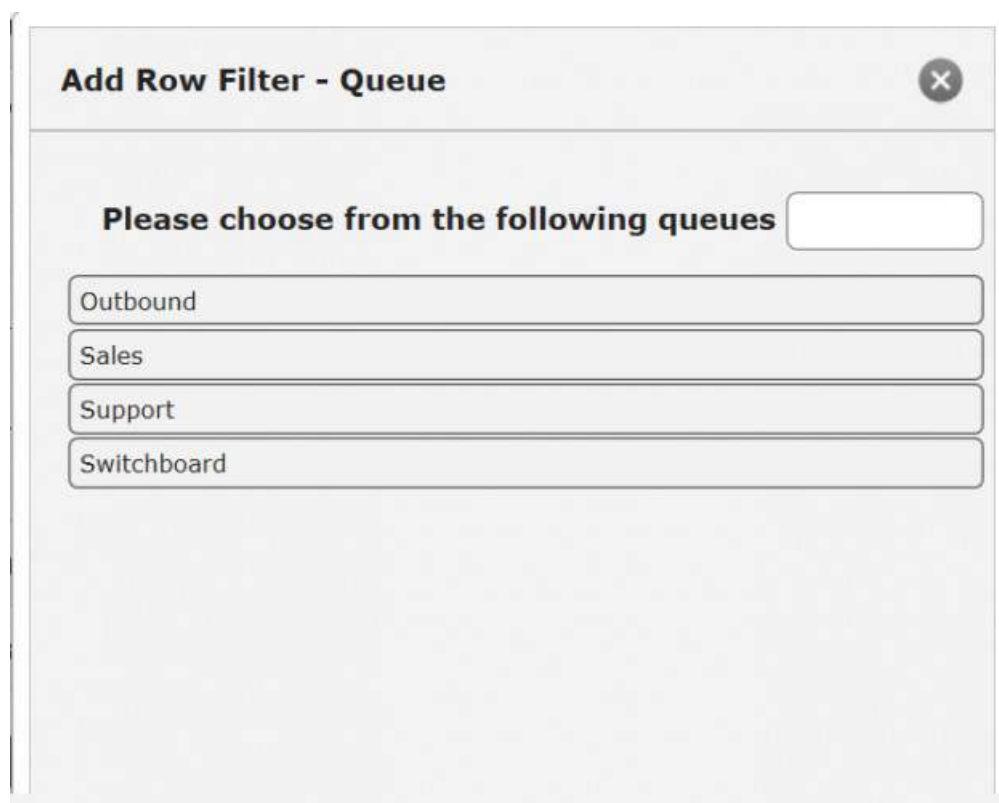 Add Row Filter - Queue
Please choose from the following queues
Outbound
Sales
Support
Switchboard